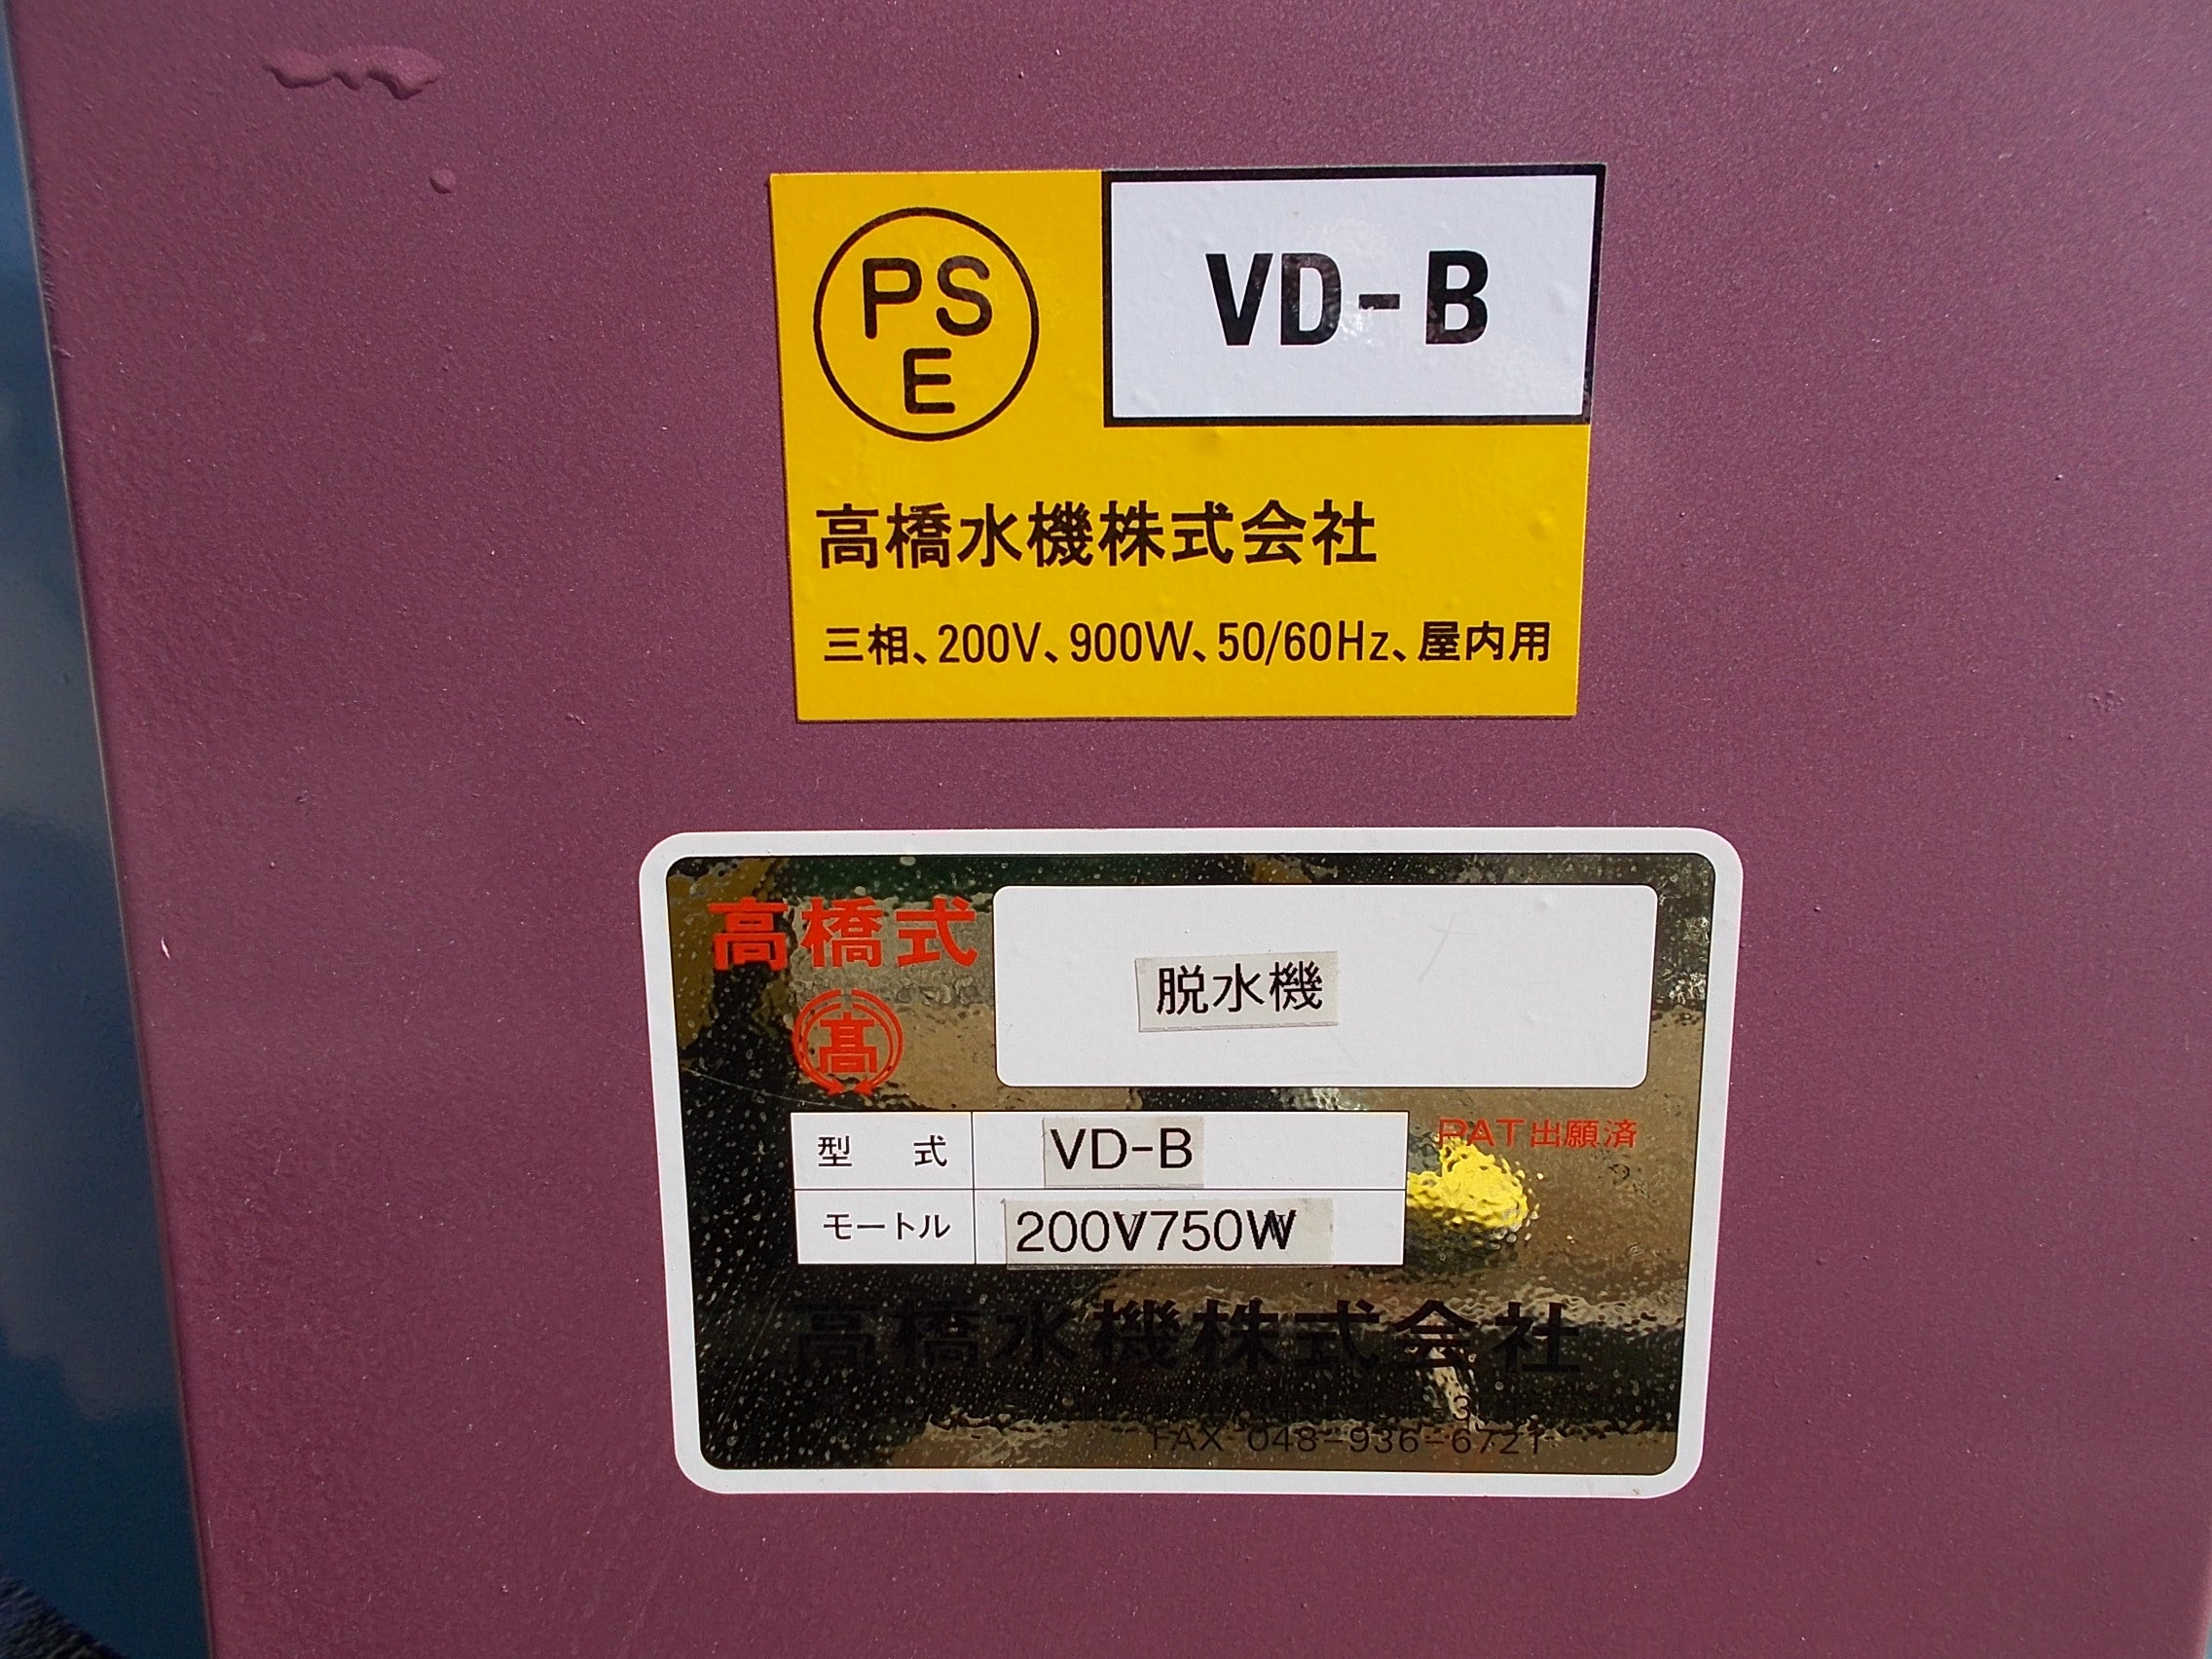 PS
E
VD-B
高橋水機株式会社
三相、200V、900W、50/60Hz、屋内用
高橋式
脱水機
高
型 式 VD-B
PAT出願済
モートル 200V750W
高橋水機株式会社
FAX 048-936-6721